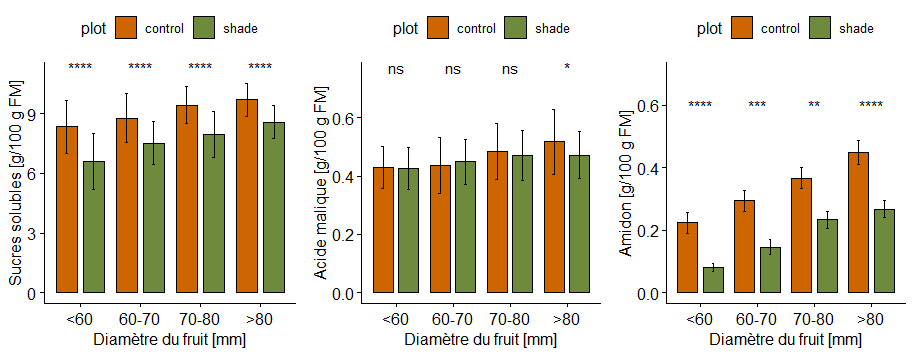 plot control shade
**** **** **** ****
9
6
3
0
Sucres solubles [g/100 g FM]
<60 60-70 70-80 >80
Diamètre du fruit [mm]
plot control shade
ns ns ns *
0.6
0.4
0.2
0.0
Acide malique [g/100 g FM]
<60 60-70 70-80 >80
Diamètre du fruit [mm]
plot control shade
**** *** ** ****
0.6
0.4
0.2
0.0
Amidon [g/100 g FM]
<60 60-70 70-80 >80
Diamètre du fruit [mm]